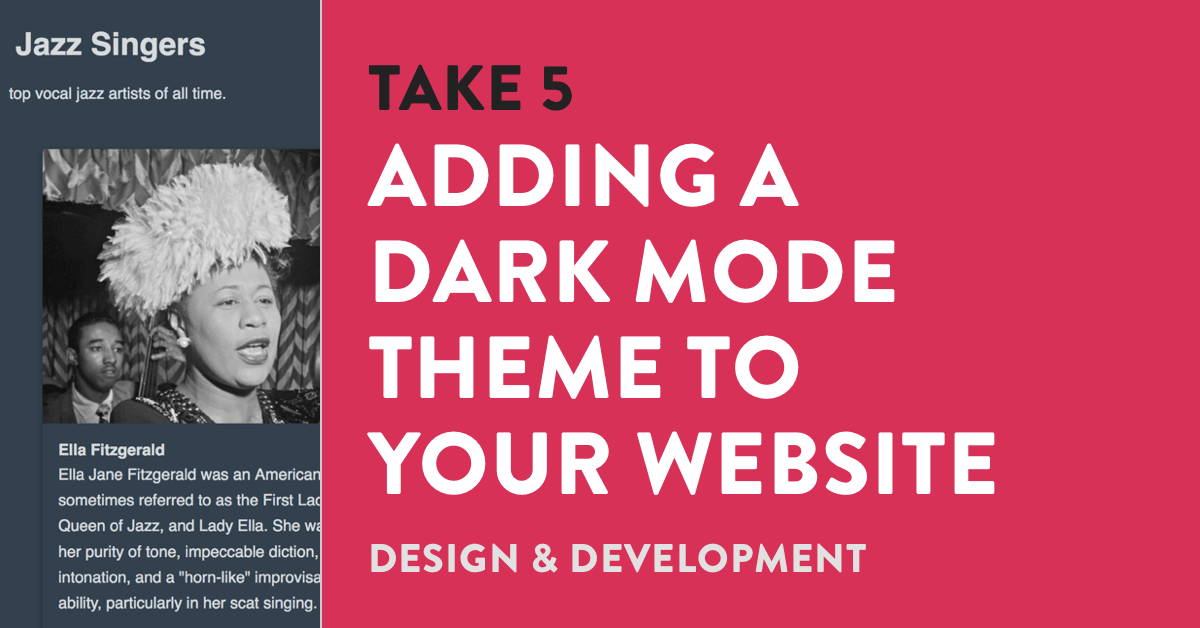 Jazz Singers
top vocal jazz artists of all time.
Ella Fitzgerald
Ella Jane Fitzgerald was an American
sometimes referred to as the First
Queen of Jazz, and Lady Ella. She
her purity of tone, impeccable diction,
intonation, and a "horn-like"
ability, particularly in her scat singing.
TAKE 5
ADDING A
DARK MODE
THEME TO
YOUR WEBSITE
DESIGN & DEVELOPMENT